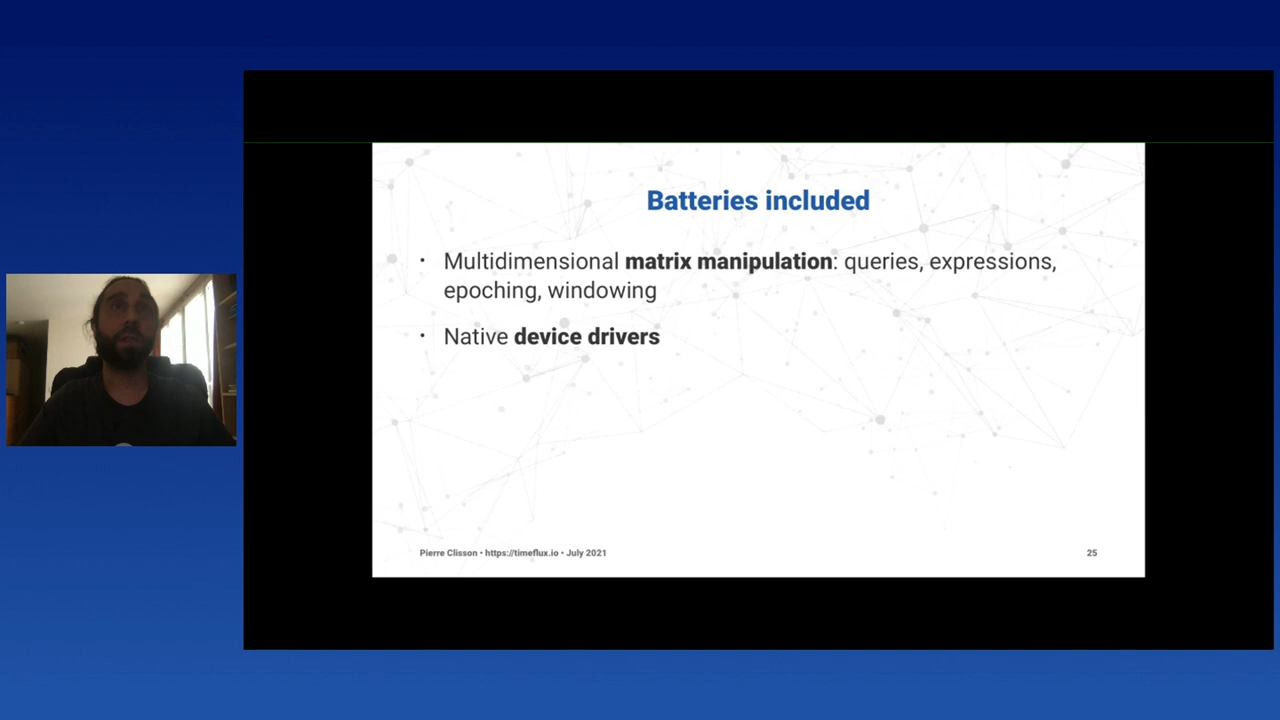 Batteries included
• Multidimensional matrix manipulation: queries, expressions,
epoching, windowing
• Native device drivers
Pierre Clisson • https://timeflux.io • July 2021
25